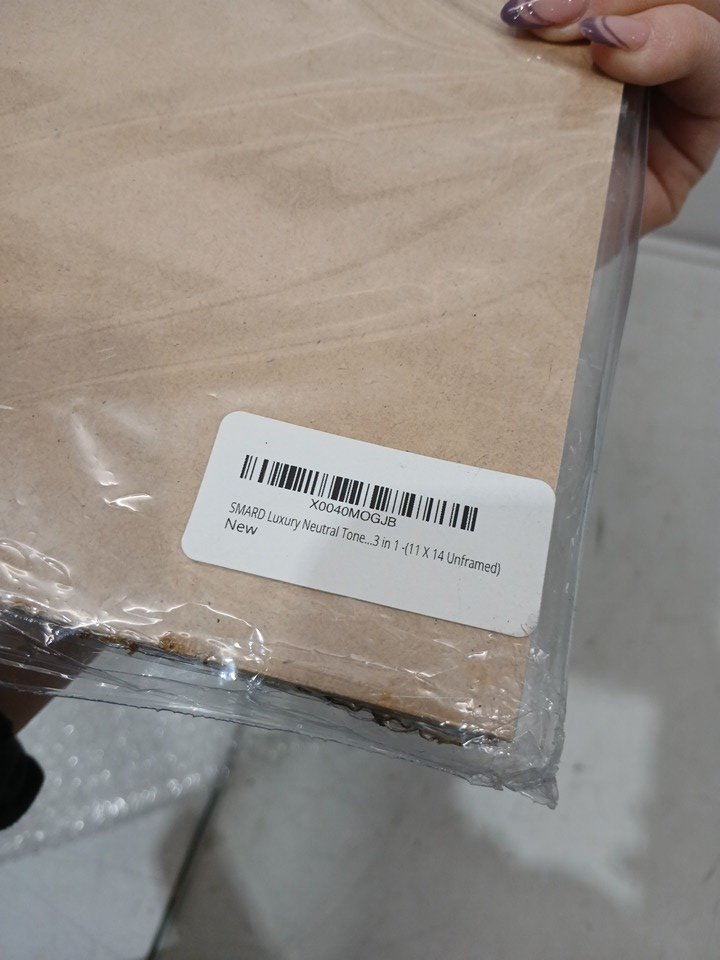 X0040MOGJB
SMARD Luxury Neutral Tone...3 in 1 -(11 X 14 Unframed)
New